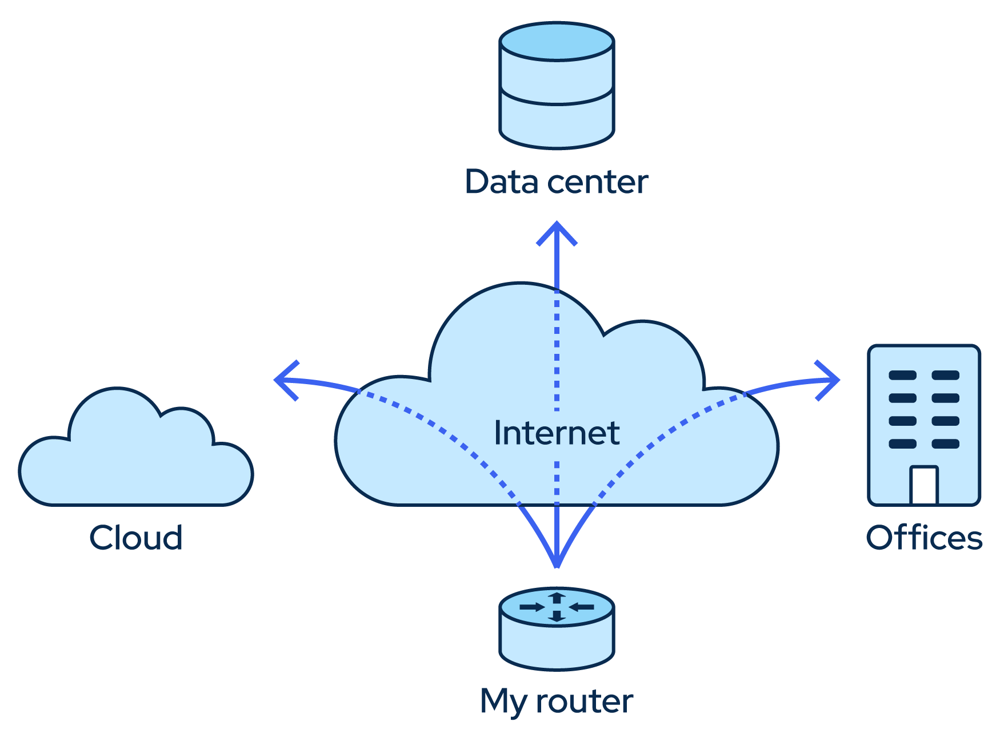 Data center
Internet
Cloud
Offices
My router